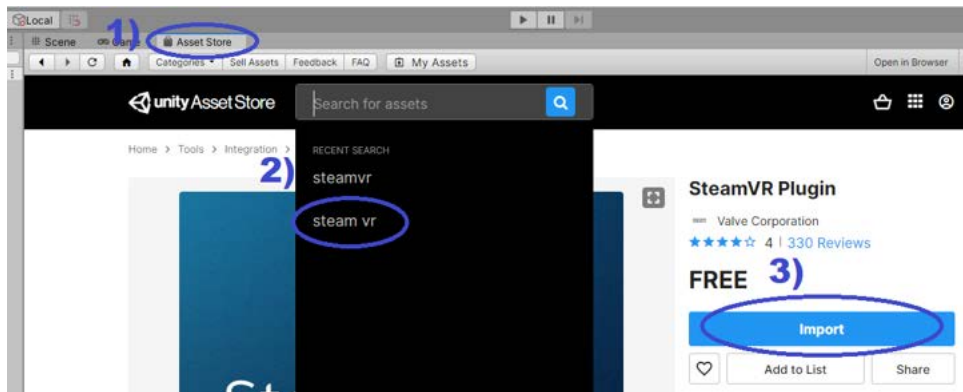 Local
1)
Scene Game Asset Store
Categories Sell Assets Feedback FAQ My Assets Open in Browser
unity Asset Store Search for assets
Home > Tools > Integration >
2)
RECENT SEARCH
steamvr
steam vr
SteamVR Plugin
Valve Corporation
4 | 330 Reviews
FREE
3)
Import
Add to List Share
St